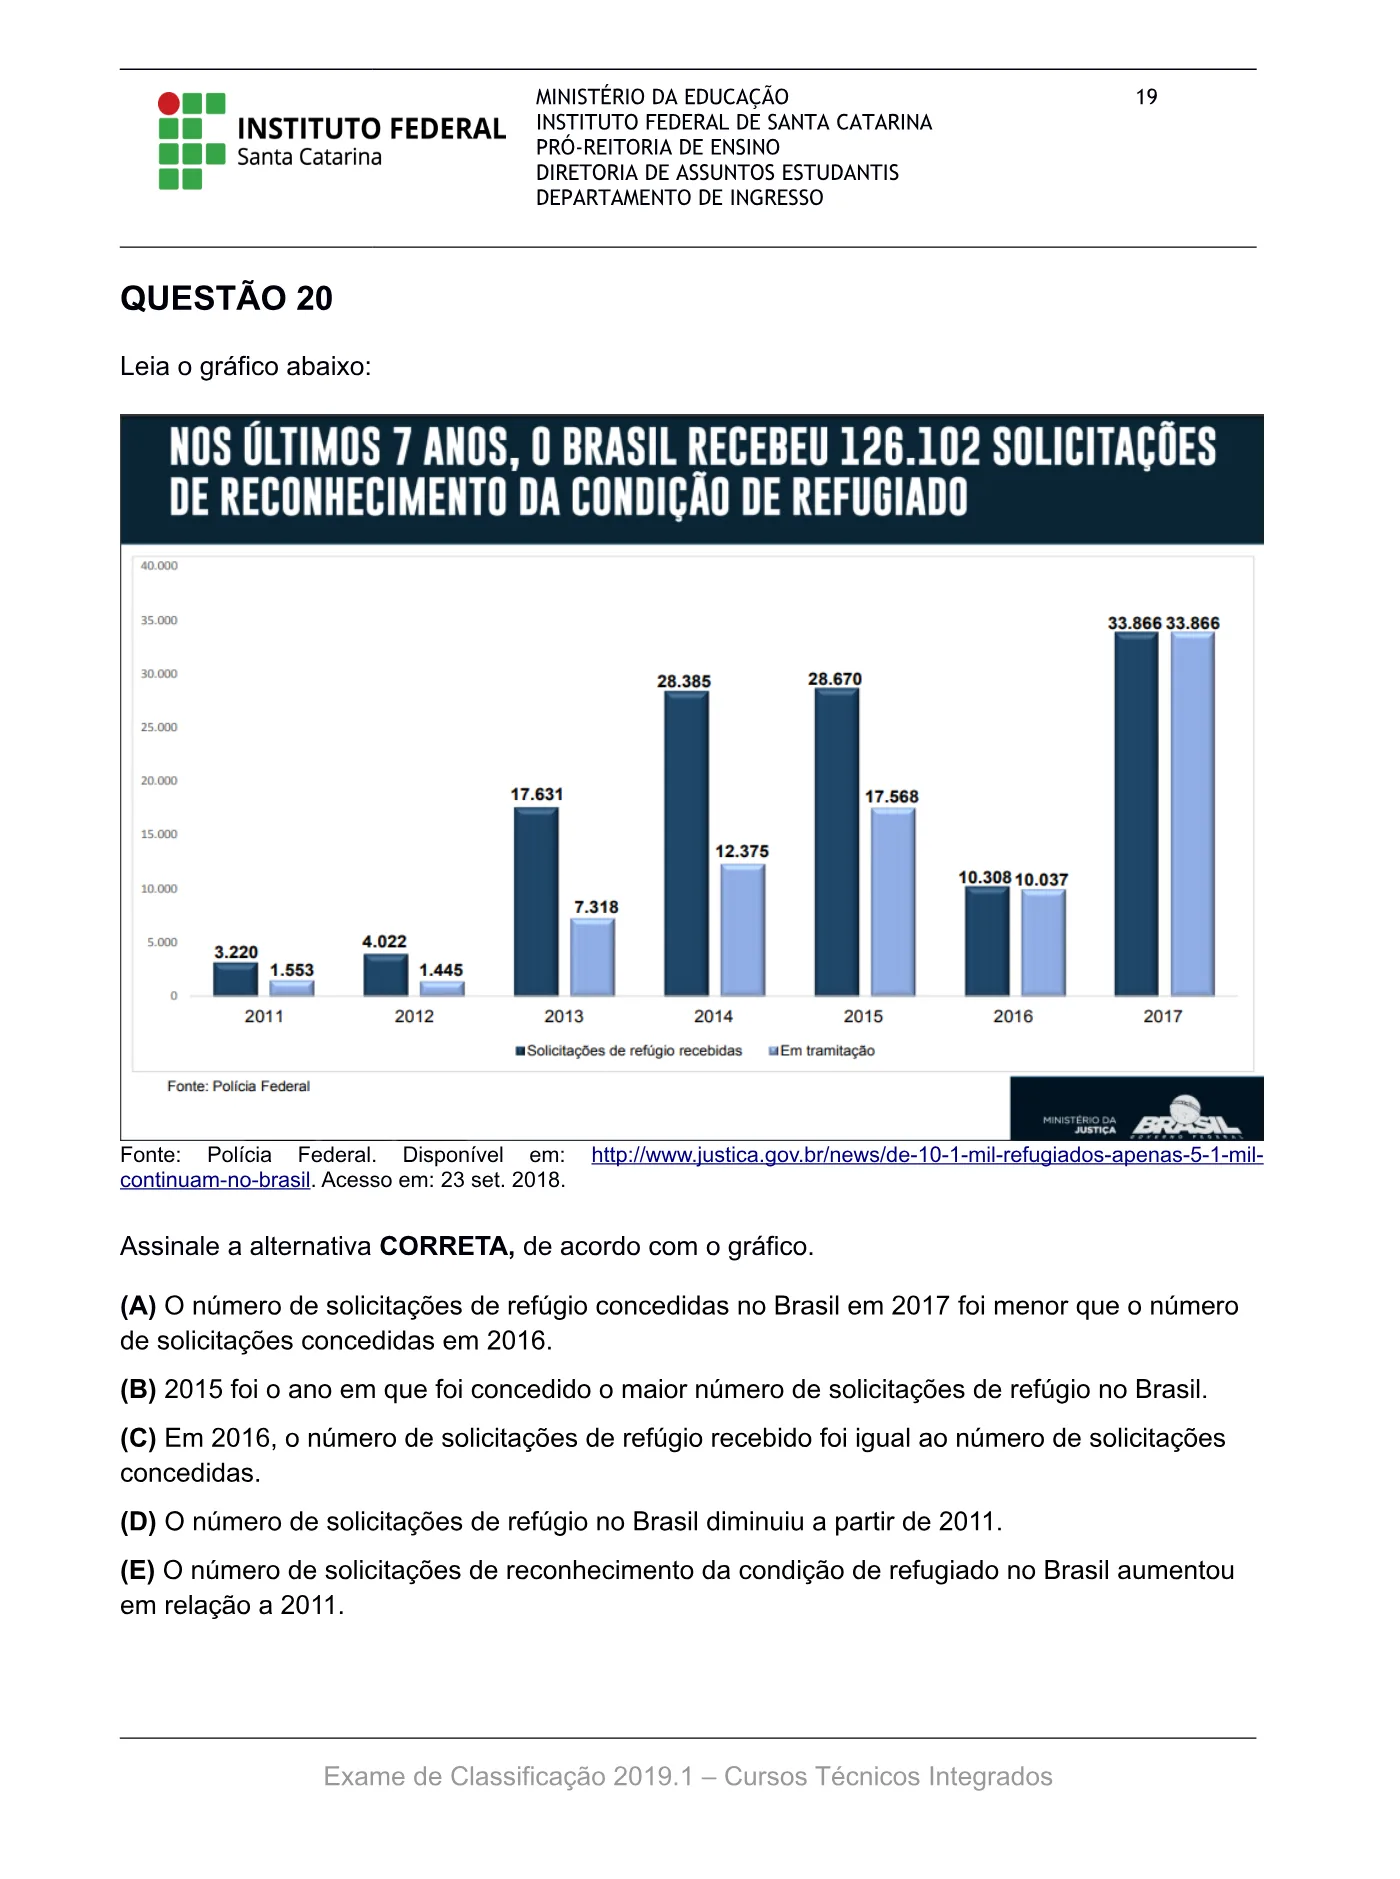 INSTITUTO FEDERAL
Santa Catarina
MINISTÉRIO DA EDUCAÇÃO
INSTITUTO FEDERAL DE SANTA CATARINA
PRÓ-REITORIA DE ENSINO
DIRETORIA DE ASSUNTOS ESTUDANTIS
DEPARTAMENTO DE INGRESSO
19
QUESTÃO 20
Leia o gráfico abaixo:
NOS ÚLTIMOS 7 ANOS, O BRASIL RECEBEU 126.102 SOLICITAÇÕES
DE RECONHECIMENTO DA CONDIÇÃO DE REFUGIADO
40.000
35.000
30.000
25.000
20.000
15.000
10.000
5.000
0
3.220
1.553
4.022
1.445
17.631
7.318
28.385
12.375
28.670
17.568
10.308
10.037
33.866
33.866
2011
2012
2013
2014
2015
2016
2017
Solicitações de refúgio recebidas
Em tramitação
Fonte: Polícia Federal
MINISTÉRIO DA
JUSTIÇA
BRASIL
GOVERNO FEDERAL
Fonte: Polícia Federal. Disponível em: http://www.justica.gov.br/news/de-10-1-mil-refugiados-apenas-5-1-mil-
continuam-no-brasil. Acesso em: 23 set. 2018.
Assinale a alternativa CORRETA, de acordo com o gráfico.
(A) O número de solicitações de refúgio concedidas no Brasil em 2017 foi menor que o número
de solicitações concedidas em 2016.
(B) 2015 foi o ano em que foi concedido o maior número de solicitações de refúgio no Brasil.
(C) Em 2016, o número de solicitações de refúgio recebido foi igual ao número de solicitações
concedidas.
(D) O número de solicitações de refúgio no Brasil diminuiu a partir de 2011.
(E) O número de solicitações de reconhecimento da condição de refugiado no Brasil aumentou
em relação a 2011.
Exame de Classificação 2019.1 – Cursos Técnicos Integrados